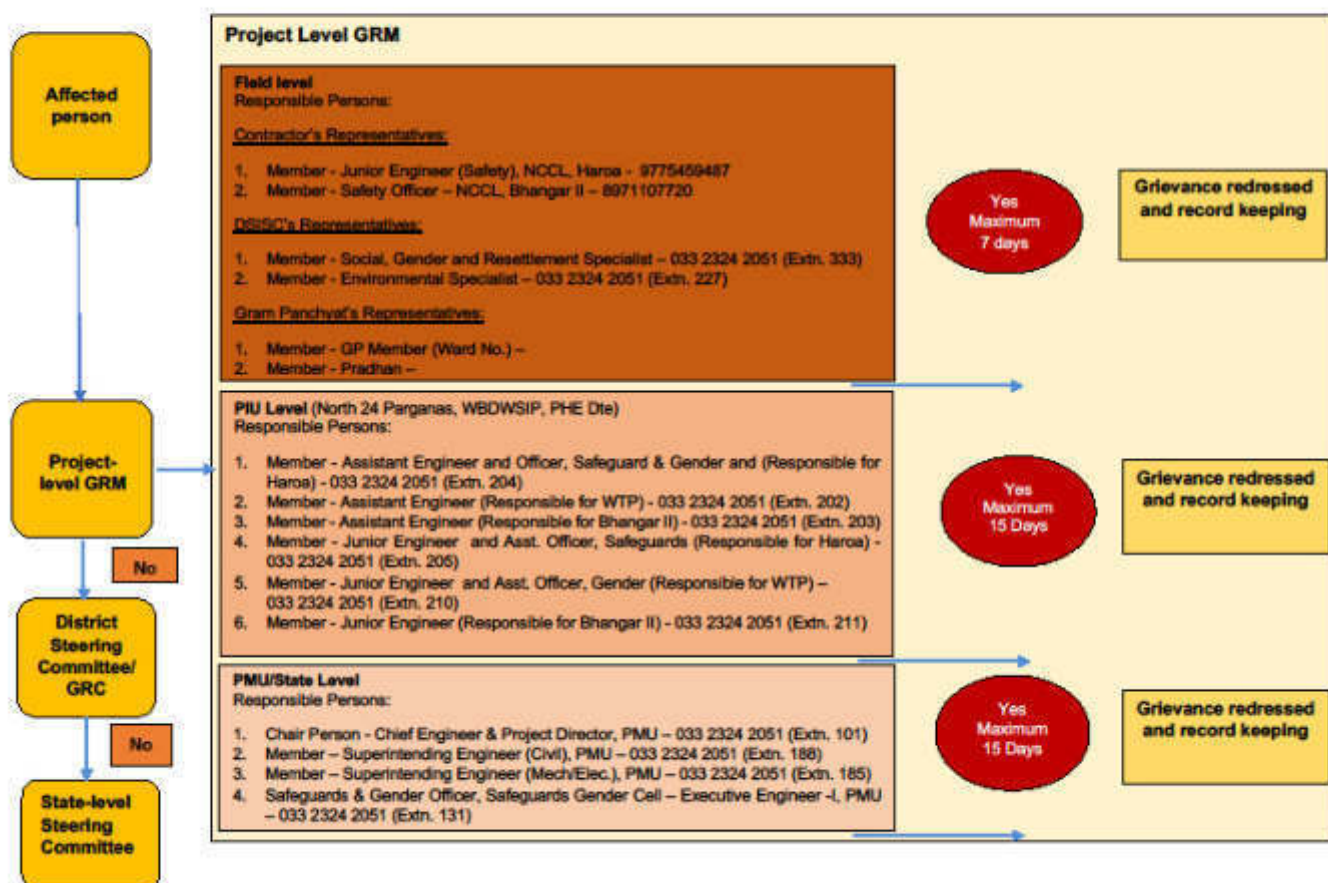 Affected
person
Project-
level GRM
No
District
Steering
Committee/
GRC
No
State-level
Steering
Committee
Project Level GRM
Field level
Responsible Persons:
Contractor's Representatives:
1. Member - Junior Engineer (Safety), NCCL, Haroa - 9775459487
2. Member - Safety Officer – NCCL, Bhangar II – 8971107720
DSISC's Representatives:
1. Member - Social, Gender and Resettlement Specialist – 033 2324 2051 (Extn. 333)
2. Member - Environmental Specialist – 033 2324 2051 (Extn. 227)
Gram Panchyat's Representatives:
1. Member - GP Member (Ward No.) –
2. Member - Pradhan –
Yes
Maximum
7 days
Grievance redressed
and record keeping
PIU Level (North 24 Parganas, WBDWSIP, PHE Dte)
Responsible Persons:
1. Member - Assistant Engineer and Officer, Safeguard & Gender and (Responsible for
Haroa) - 033 2324 2051 (Extn. 204)
2. Member - Assistant Engineer (Responsible for WTP) - 033 2324 2051 (Extn. 202)
3. Member - Assistant Engineer (Responsible for Bhangar II) - 033 2324 2051 (Extn. 203)
4. Member - Junior Engineer and Asst. Officer, Safeguards (Responsible for Haroa) -
033 2324 2051 (Extn. 205)
5. Member - Junior Engineer and Asst. Officer, Gender (Responsible for WTP) –
033 2324 2051 (Extn. 210)
6. Member - Junior Engineer (Responsible for Bhangar II) - 033 2324 2051 (Extn. 211)
Yes
Maximum
15 Days
Grievance redressed
and record keeping
PMU/State Level
Responsible Persons:
1. Chair Person - Chief Engineer & Project Director, PMU – 033 2324 2051 (Extn. 101)
2. Member – Superintending Engineer (Civil), PMU – 033 2324 2051 (Extn. 188)
3. Member – Superintending Engineer (Mech/Elec.), PMU – 033 2324 2051 (Extn. 185)
4. Safeguards & Gender Officer, Safeguards Gender Cell – Executive Engineer -I, PMU
– 033 2324 2051 (Extn. 131)
Yes
Maximum
15 Days
Grievance redressed
and record keeping